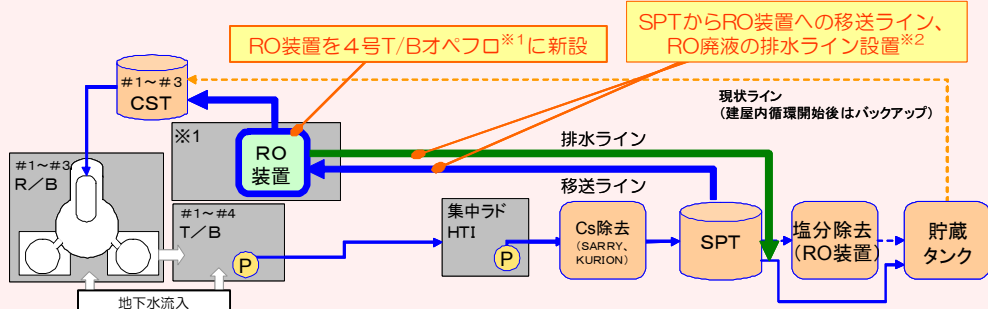 RO装置を4号T/Bオペフロ※1に新設
SPTからRO装置への移送ライン、
RO廃液の排水ライン設置※2
#1~#3
CST
現状ライン
(建屋内循環開始後はバックアップ)
※1
RO
装置
排水ライン
移送ライン
#1~#3
R/B
#1~#4
T/B
P
集中ラド
HTI
P
Cs除去
(SARRY、
KURION)
SPT
塩分除去
(RO装置)
貯蔵
タンク
地下水流入